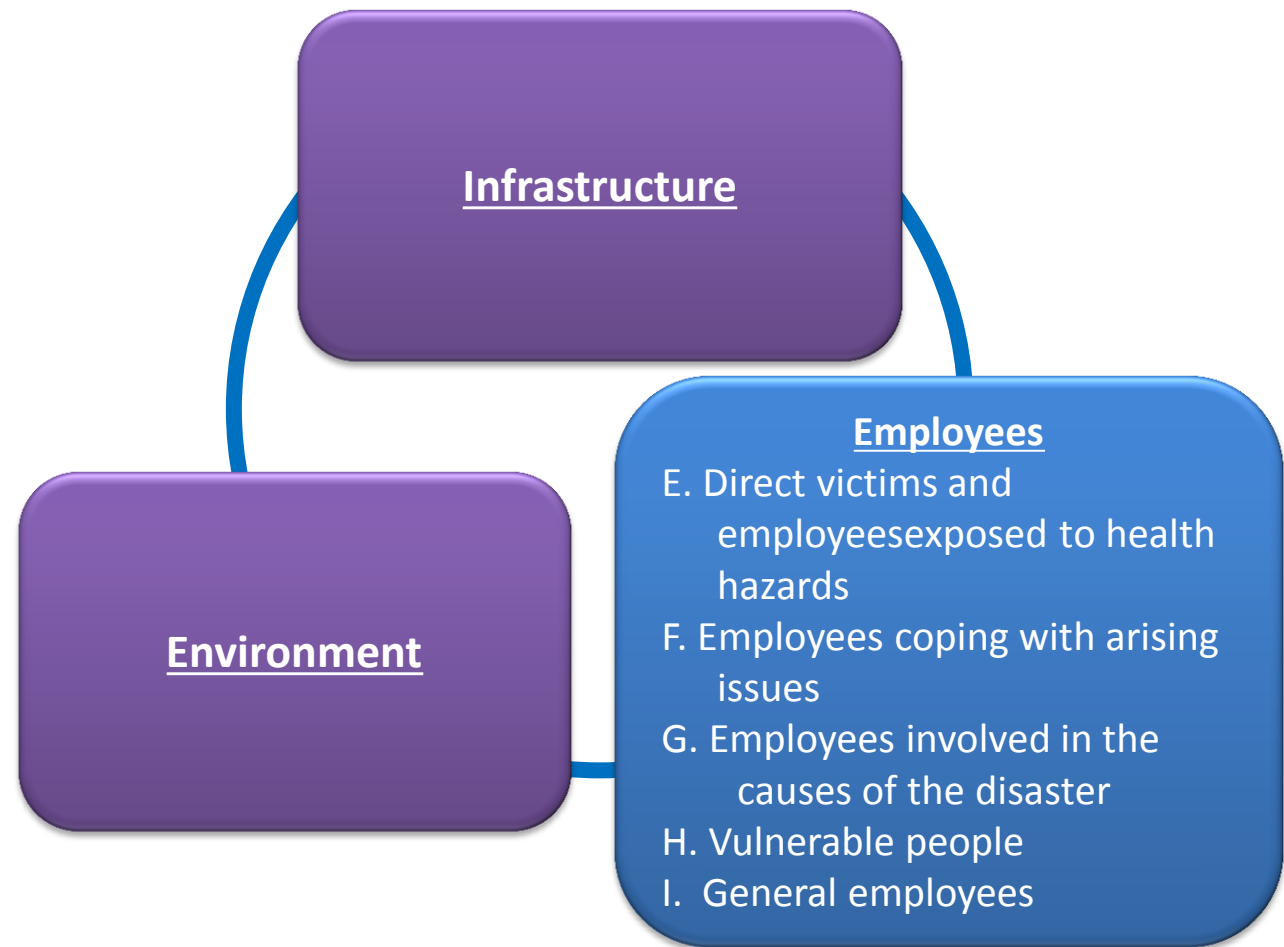 Infrastructure
Employees
E. Direct victims and
employeesexposed to health
hazards
F. Employees coping with arising
issues
G. Employees involved in the
causes of the disaster
H. Vulnerable people
I. General employees
Environment